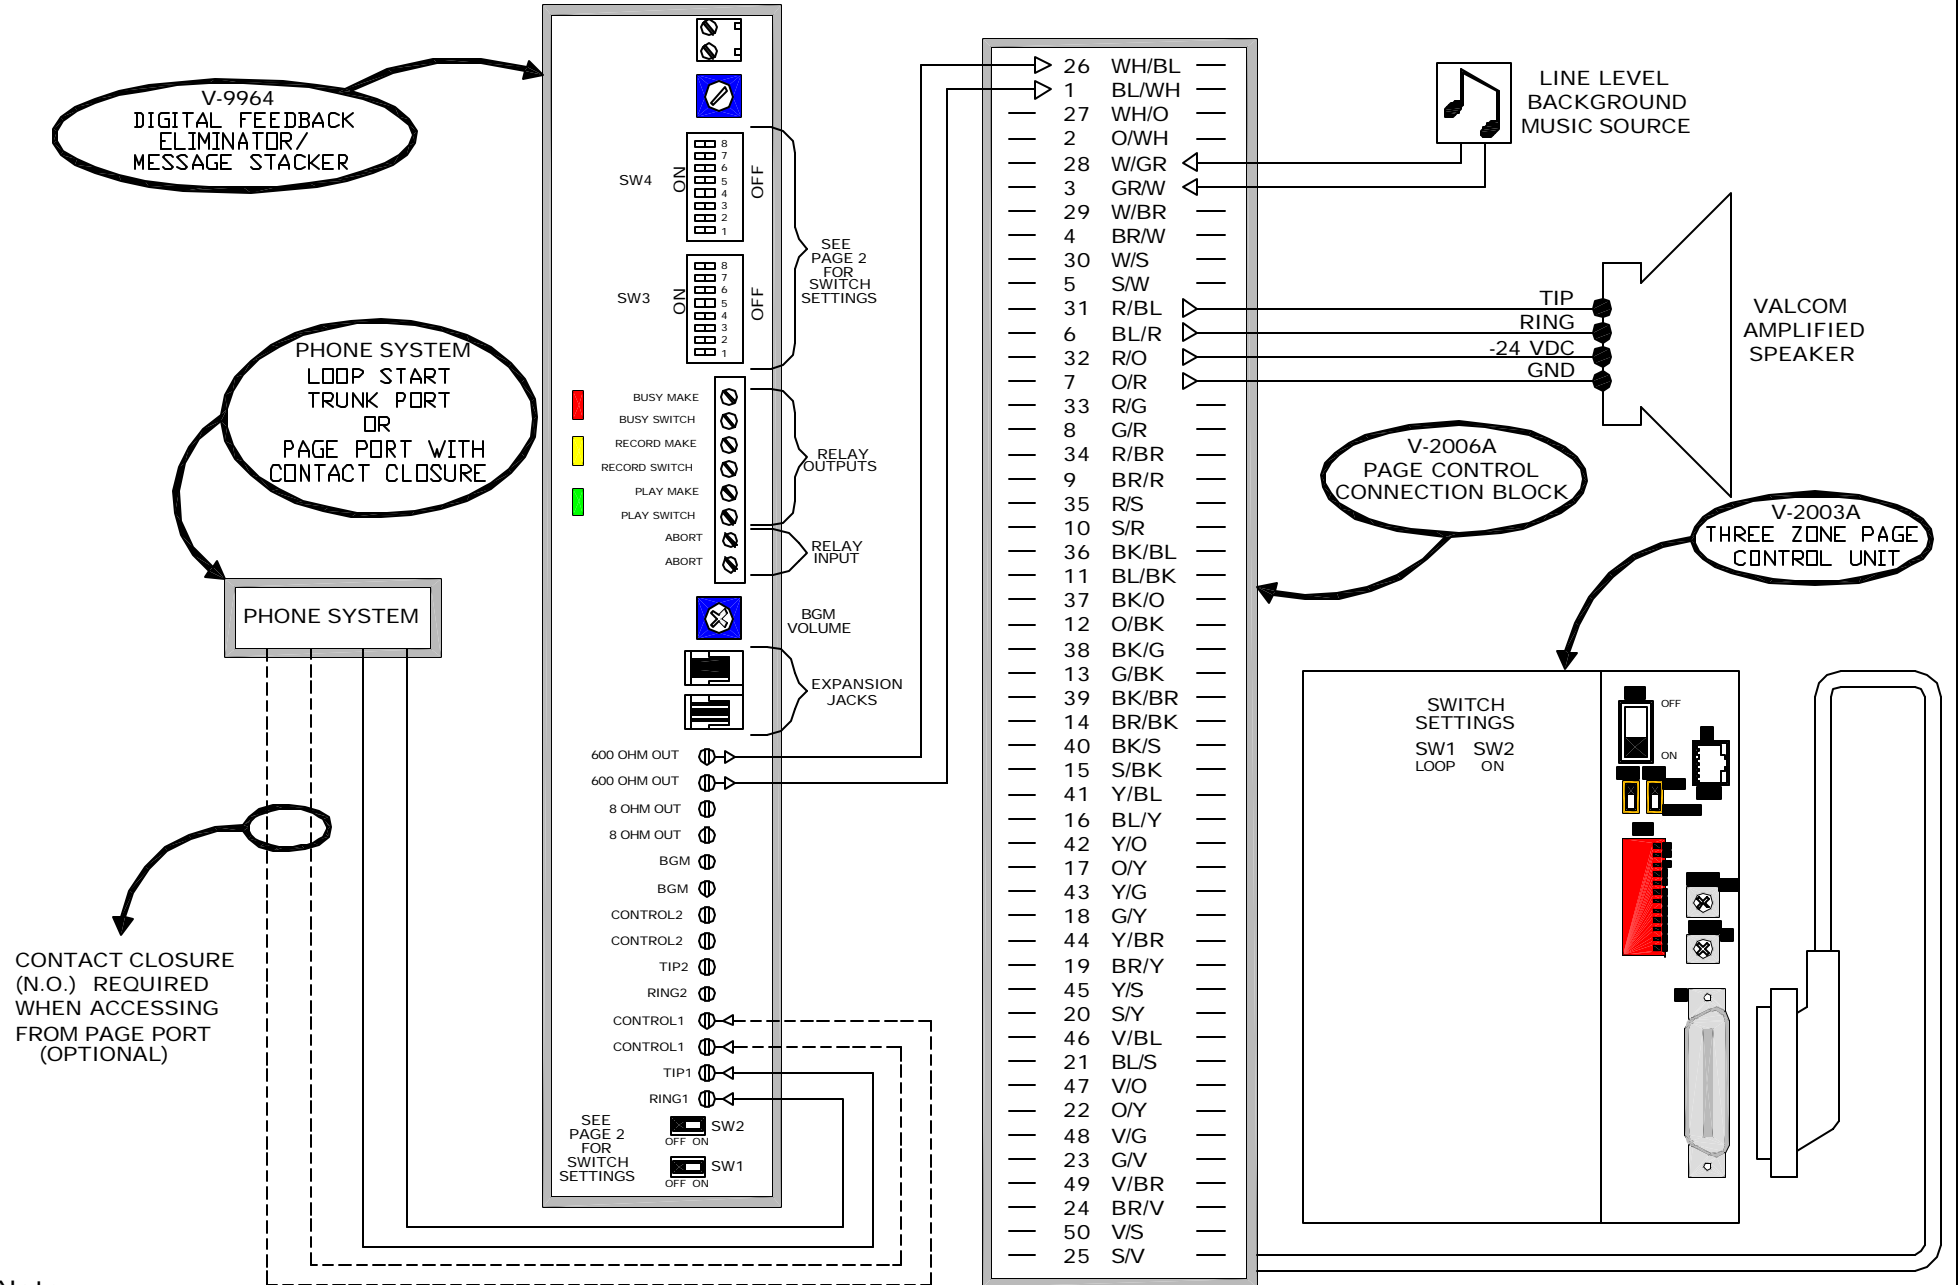 V-9964
DIGITAL FEEDBACK
ELIMINATOR/
MESSAGE STACKER
PHONE SYSTEM
LOOP START
TRUNK PORT
OR
PAGE PORT WITH
CONTACT CLOSURE
PHONE SYSTEM
CONTACT CLOSURE
(N.O.) REQUIRED
WHEN ACCESSING
FROM PAGE PORT
(OPTIONAL)
SW4
ON
8
7
6
5
4
3
2
1
OFF
SW3
ON
8
7
6
5
4
3
2
1
OFF
SEE
PAGE 2
FOR
SWITCH
SETTINGS
BUSY MAKE
BUSY SWITCH
RECORD MAKE
RECORD SWITCH
PLAY MAKE
PLAY SWITCH
ABORT
ABORT
RELAY
OUTPUTS
RELAY
INPUT
BGM
VOLUME
EXPANSION
JACKS
600 OHM OUT
600 OHM OUT
8 OHM OUT
8 OHM OUT
BGM
BGM
CONTROL2
CONTROL2
TIP2
RING2
CONTROL1
CONTROL1
TIP1
RING1
SEE
PAGE 2
FOR
SWITCH
SETTINGS
SW2
OFF ON
SW1
OFF ON
26 WH/BL
1 BL/WH
27 WH/O
2 O/WH
28 W/GR
3 GR/W
29 W/BR
4 BR/W
30 W/S
5 S/W
31 R/BL
6 BL/R
32 R/O
7 O/R
33 R/G
8 G/R
34 R/BR
9 BR/R
35 R/S
10 S/R
36 BK/BL
11 BL/BK
37 BK/O
12 O/BK
38 BK/G
13 G/BK
39 BK/BR
14 BR/BK
40 BK/S
15 S/BK
41 Y/BL
16 BL/Y
42 Y/O
17 O/Y
43 Y/G
18 G/Y
44 Y/BR
19 BR/Y
45 Y/S
20 S/Y
46 V/BL
21 BL/S
47 V/O
22 O/Y
48 V/G
23 G/V
49 V/BR
24 BR/V
50 V/S
25 S/V
LINE LEVEL
BACKGROUND
MUSIC SOURCE
TIP
RING
-24 VDC
GND
VALCOM
AMPLIFIED
SPEAKER
V-2006A
PAGE CONTROL
CONNECTION BLOCK
V-2003A
THREE ZONE PAGE
CONTROL UNIT
SWITCH
SETTINGS
SW1 SW2
LOOP ON
OFF
ON